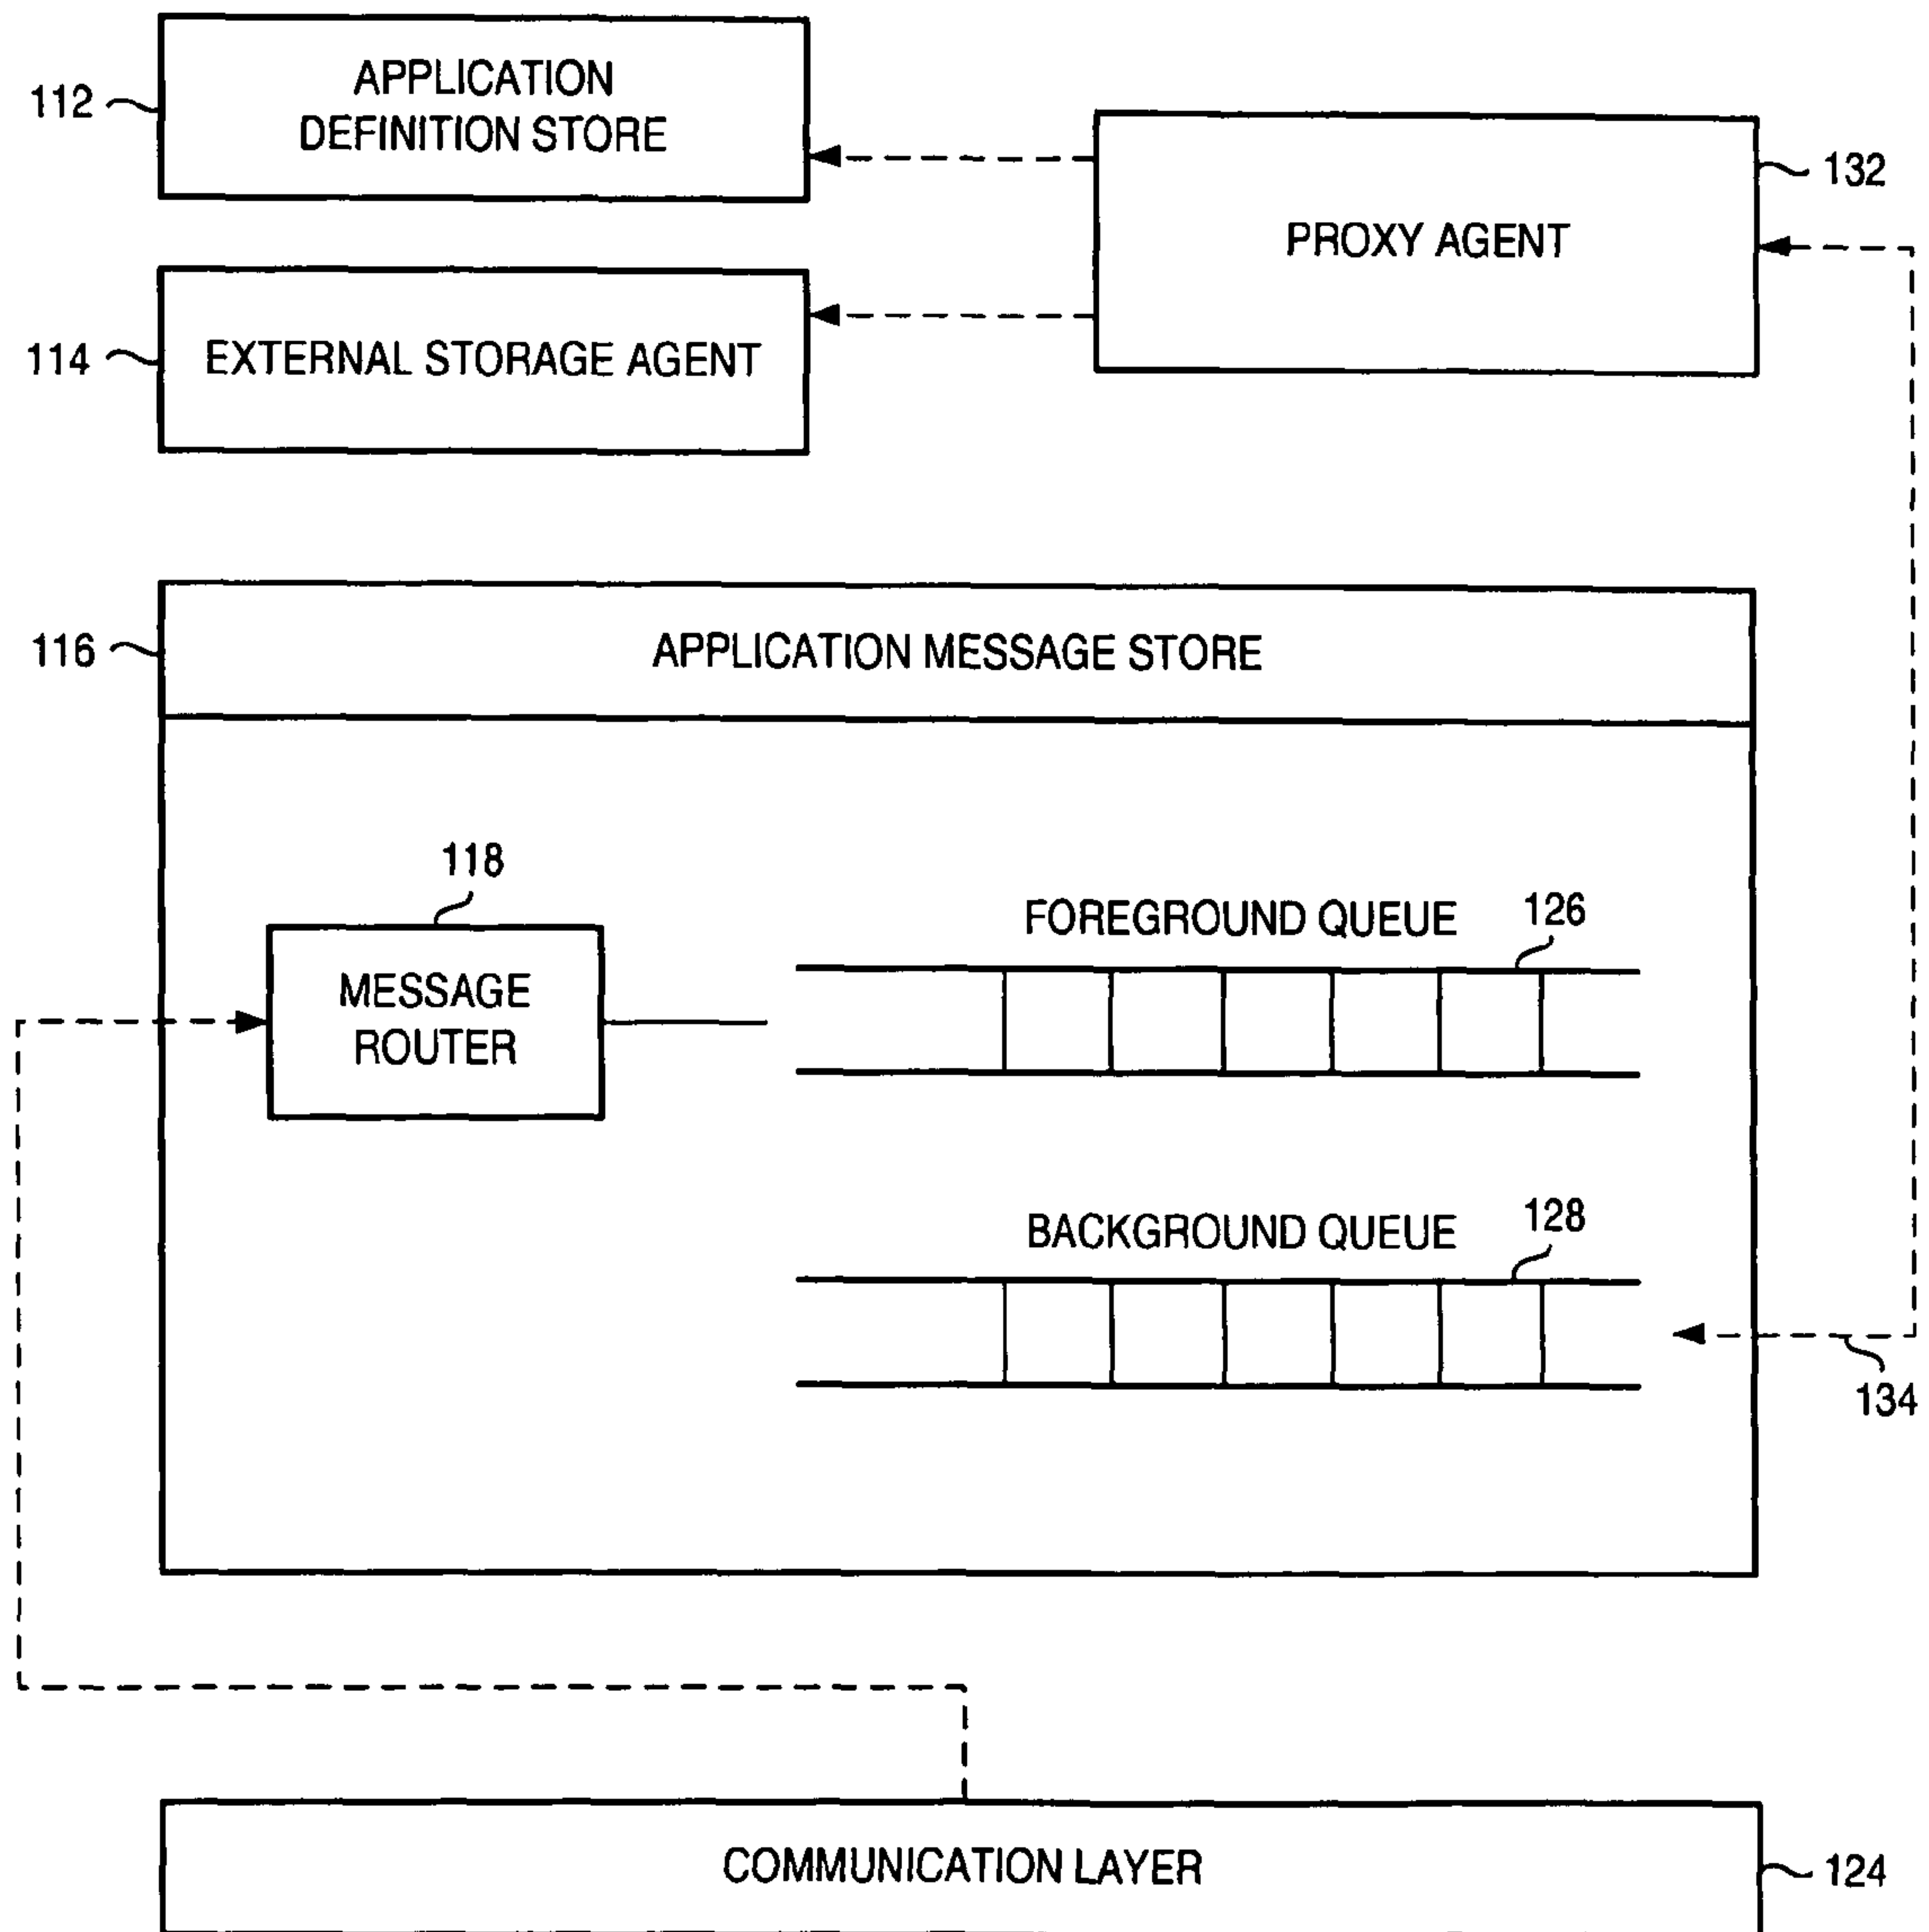 APPLICATION
DEFINITION STORE
112
132
PROXY AGENT
114
EXTERNAL STORAGE AGENT
116
APPLICATION MESSAGE STORE
118
MESSAGE
ROUTER
FOREGROUND QUEUE
126
BACKGROUND QUEUE
128
134
COMMUNICATION LAYER
124